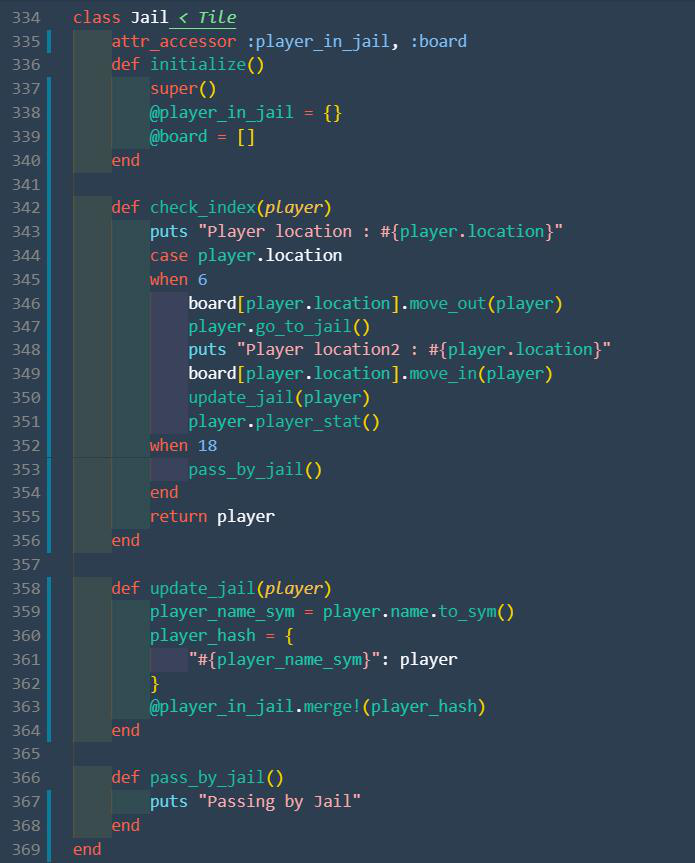 334 class Jail < Tile
335     attr_accessor :player_in_jail, :board
336     def initialize()
337         super()
338         @player_in_jail = {}
339         @board = []
340     end
341
342     def check_index(player)
343         puts "Player location : #{player.location}"
344         case player.location
345         when 6
346             board[player.location].move_out(player)
347             player.go_to_jail()
348             puts "Player location2 : #{player.location}"
349             board[player.location].move_in(player)
350             update_jail(player)
351             player.player_stat()
352         when 18
353             pass_by_jail()
354         end
355         return player
356     end
357
358     def update_jail(player)
359         player_name_sym = player.name.to_sym()
360         player_hash = {
361             "#{player_name_sym}": player
362         }
363         @player_in_jail.merge!(player_hash)
364     end
365
366     def pass_by_jail()
367         puts "Passing by Jail"
368     end
369 end